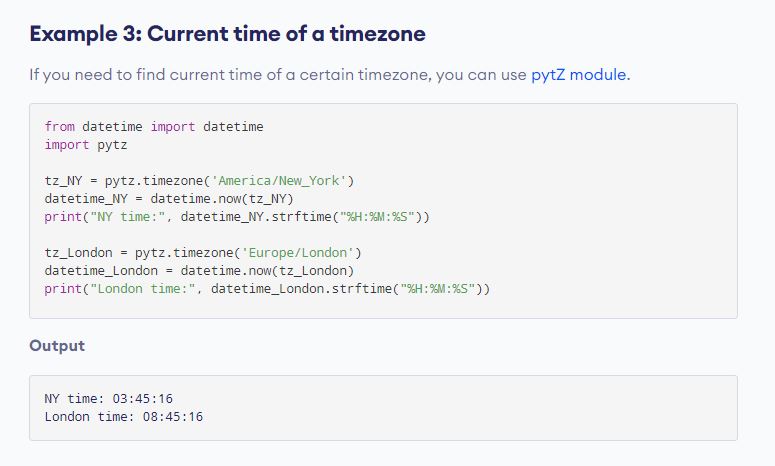 Example 3: Current time of a timezone
If you need to find current time of a certain timezone, you can use pytZ module.
from datetime import datetime
import pytz
tz_NY = pytz.timezone('America/New_York')
datetime_NY = datetime.now(tz_NY)
print("NY time:", datetime_NY.strftime("%H:%M:%S"))
tz_London = pytz.timezone('Europe/London')
datetime_London = datetime.now(tz_London)
print("London time:", datetime_London.strftime("%H:%M:%S"))
Output
NY time: 03:45:16
London time: 08:45:16